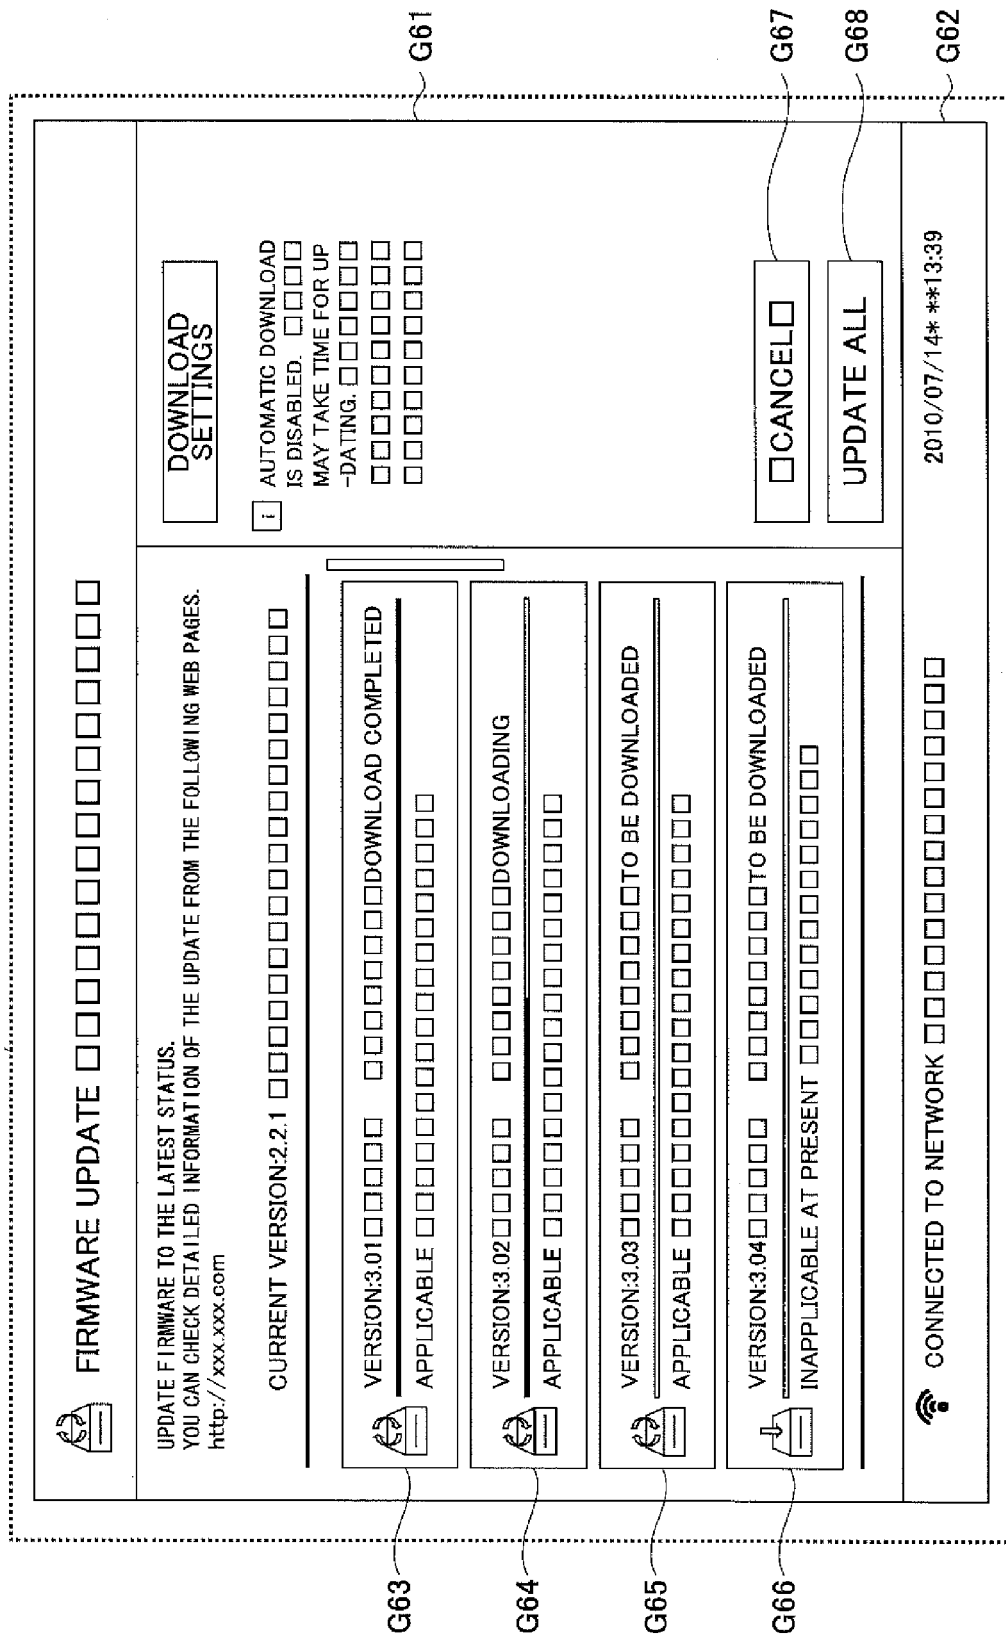 FIRMWARE UPDATE □□□□□□□□□□□□□□□
UPDATE FIRMWARE TO THE LATEST STATUS.
YOU CAN CHECK DETAILED INFORMATION OF THE UPDATE FROM THE FOLLOWING WEB PAGES.
http://xxx.xxx.com
CURRENT VERSION:2.2.1 □□□□□□□□□□□□□□□□□□□
VERSION:3.01□□□□ □□□□□□□□DOWNLOAD COMPLETED
APPLICABLE □□□□□□□□□□□□□□□□□
VERSION:3.02□□□□ □□□□□□□□DOWNLOADING
APPLICABLE □□□□□□□□□□□□□□□□□
VERSION:3.03□□□□ □□□□□□□□TO BE DOWNLOADED
APPLICABLE □□□□□□□□□□□□□□□□□
VERSION:3.04□□□□ □□□□□□□□TO BE DOWNLOADED
INAPPLICABLE AT PRESENT □□□□□□□□□□□□
DOWNLOAD
SETTINGS
i AUTOMATIC DOWNLOAD
IS DISABLED. □□□□
MAY TAKE TIME FOR UP
-DATING. □□□□□□
□□□□□□□□□□
□□□□□□□□□□
□CANCEL□
UPDATE ALL
CONNECTED TO NETWORK □□□□□□□□□□□□□□□
2010/07/14* **13:39
G61
G67
G68
G62
G63
G64
G65
G66